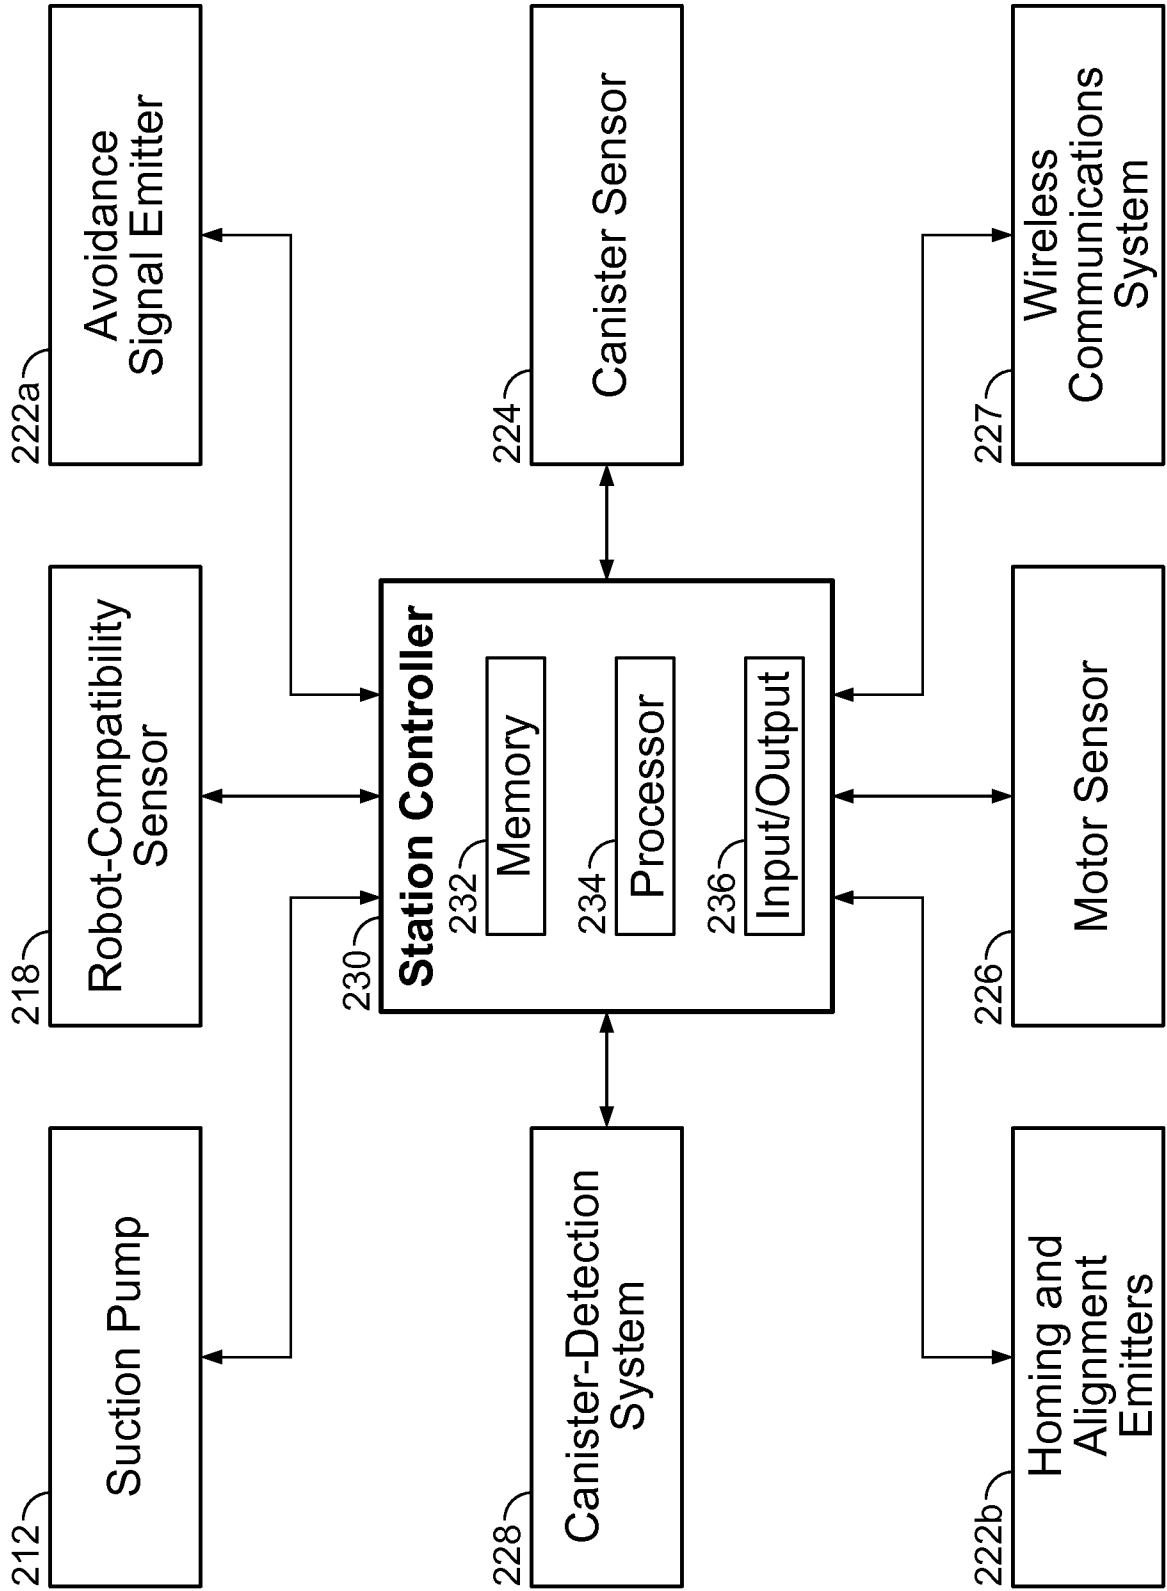 212
Suction Pump
218
Robot-Compatibility
Sensor
222a
Avoidance
Signal Emitter
228
Canister-Detection
System
230
Station Controller
232
Memory
234
Processor
236
Input/Output
224
Canister Sensor
222b
Homing and
Alignment
Emitters
226
Motor Sensor
227
Wireless
Communications
System